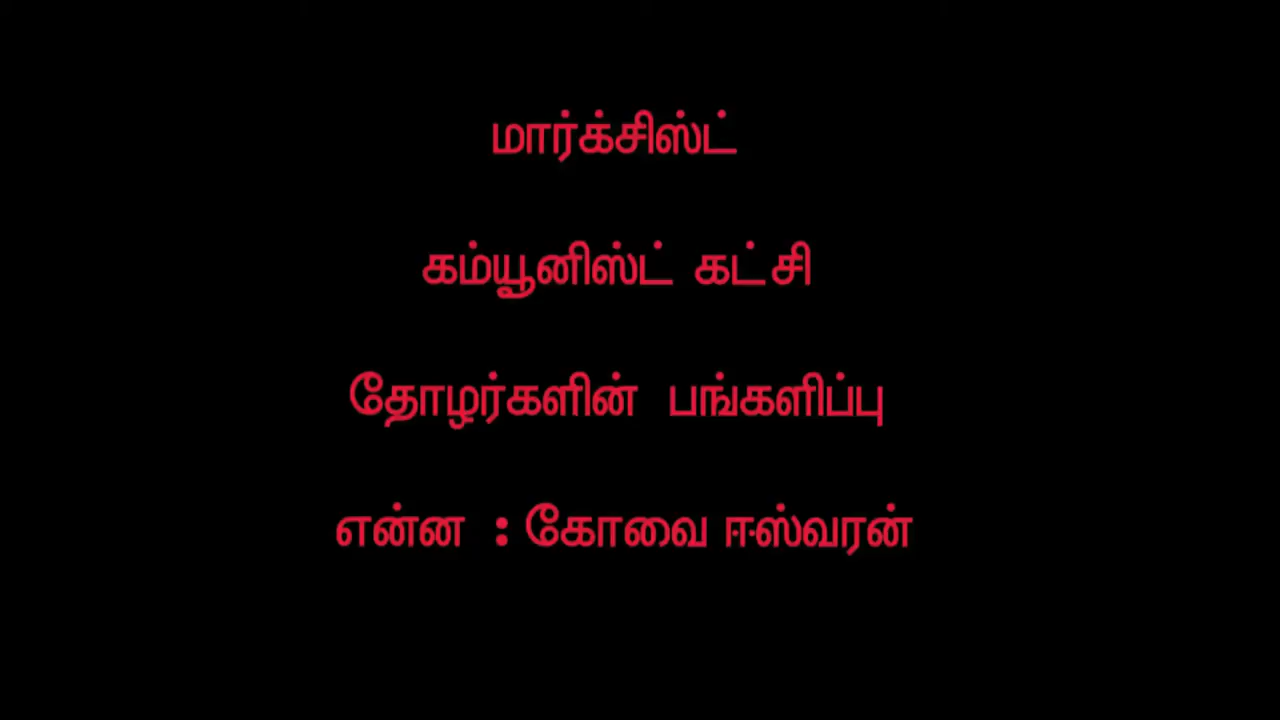 மார்க்சிஸ்ட்
கம்யூனிஸ்ட் கட்சி
தோழர்களின் பங்களிப்பு
என்ன : கோவை ஈஸ்வரன்